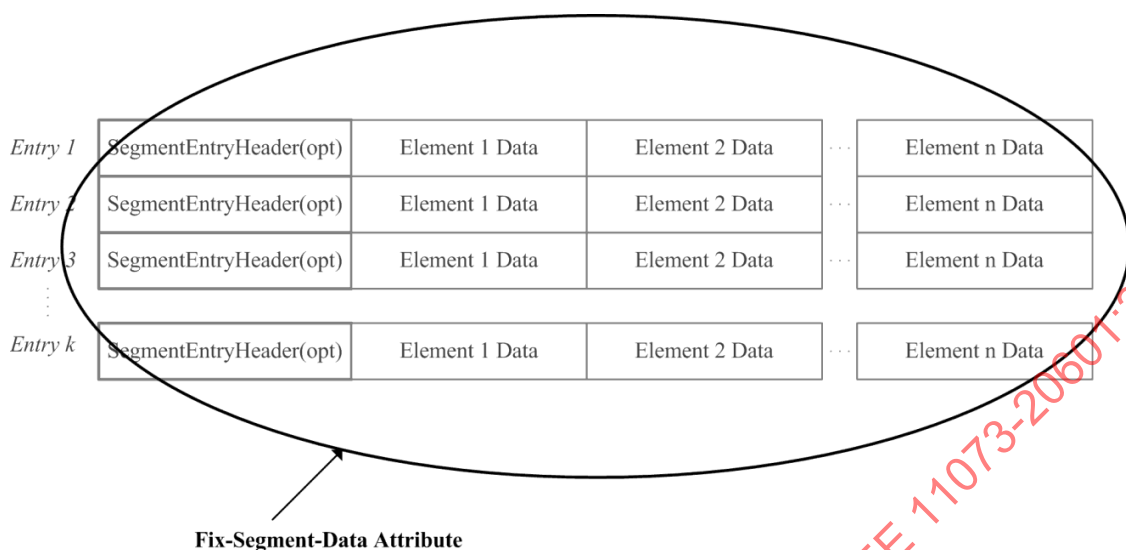 Entry 1 SegmentEntryHeader(opt) Element 1 Data Element 2 Data .... Element n Data
Entry 2 SegmentEntryHeader(opt) Element 1 Data Element 2 Data .... Element n Data
Entry 3 SegmentEntryHeader(opt) Element 1 Data Element 2 Data .... Element n Data
Entry k SegmentEntryHeader(opt) Element 1 Data Element 2 Data .... Element n Data
Fix-Segment-Data Attribute
11073-20601: